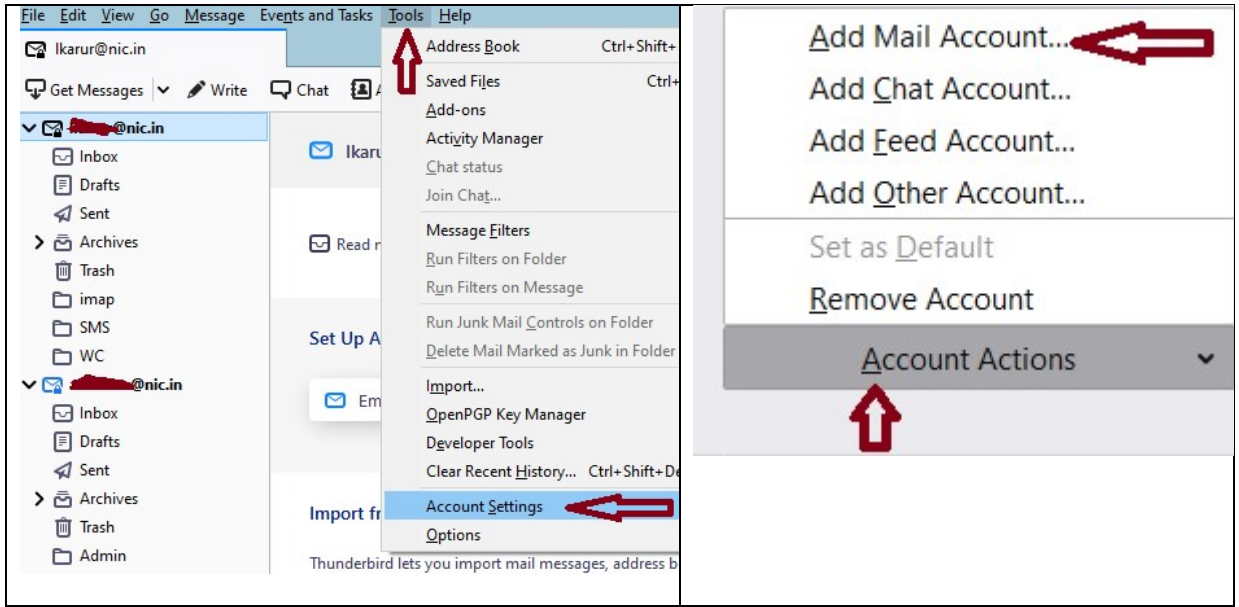 File Edit View Go Message Events and Tasks Tools Help
lkarur@nic.in
Get Messages Write Chat
@nic.in
Inbox
Drafts
Sent
Archives
Trash
imap
SMS
WC
@nic.in
Inbox
Drafts
Sent
Archives
Trash
Admin
lkaru
Read
Set Up A
Em
Import fr
Thunderbird lets you import mail messages, address b
Address Book Ctrl+Shift+
Saved Files Ctrl+
Add-ons
Activity Manager
Chat status
Join Chat...
Message Filters
Run Filters on Folder
Run Filters on Message
Run Junk Mail Controls on Folder
Delete Mail Marked as Junk in Folder
Import...
OpenPGP Key Manager
Developer Tools
Clear Recent History... Ctrl+Shift+De
Account Settings
Options
Add Mail Account...
Add Chat Account...
Add Feed Account...
Add Other Account...
Set as Default
Remove Account
Account Actions